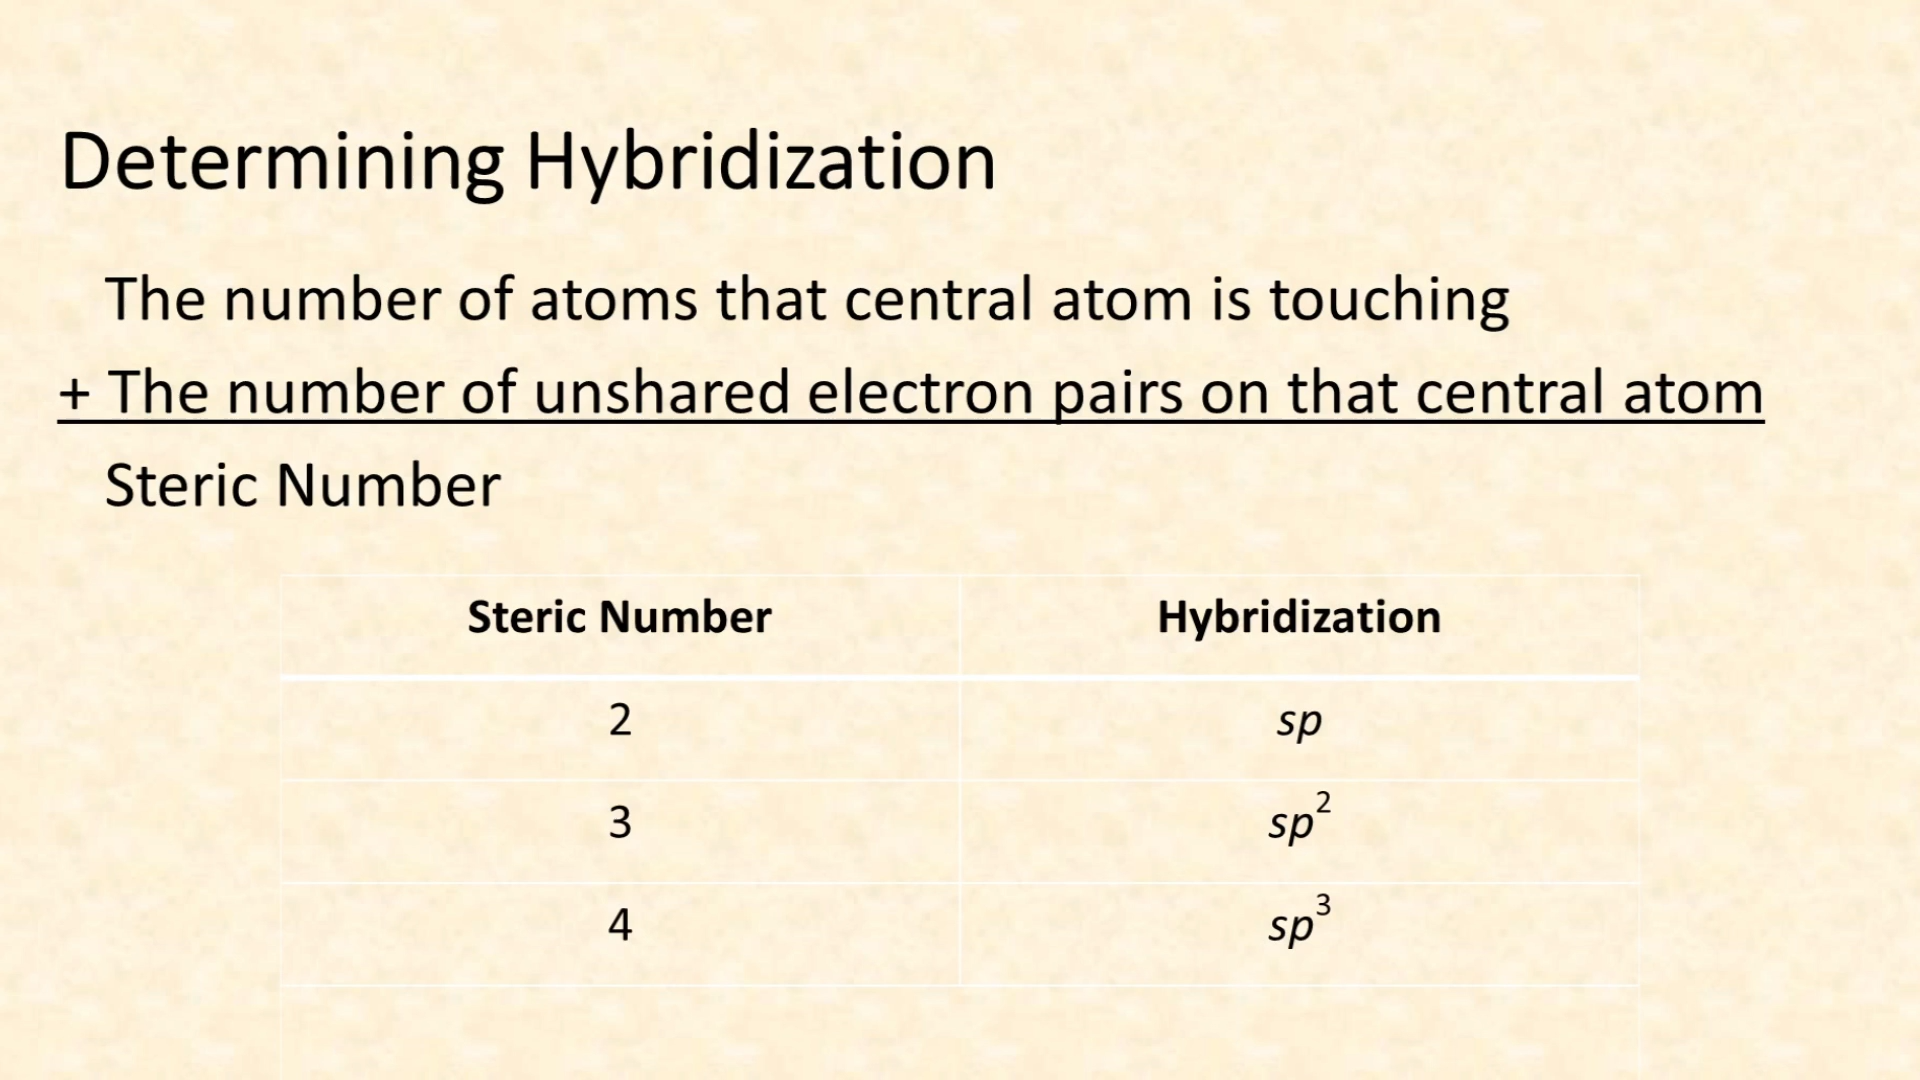 Determining Hybridization
The number of atoms that central atom is touching
+ The number of unshared electron pairs on that central atom
Steric Number
Steric Number Hybridization
2 sp
3 sp²
4 sp³